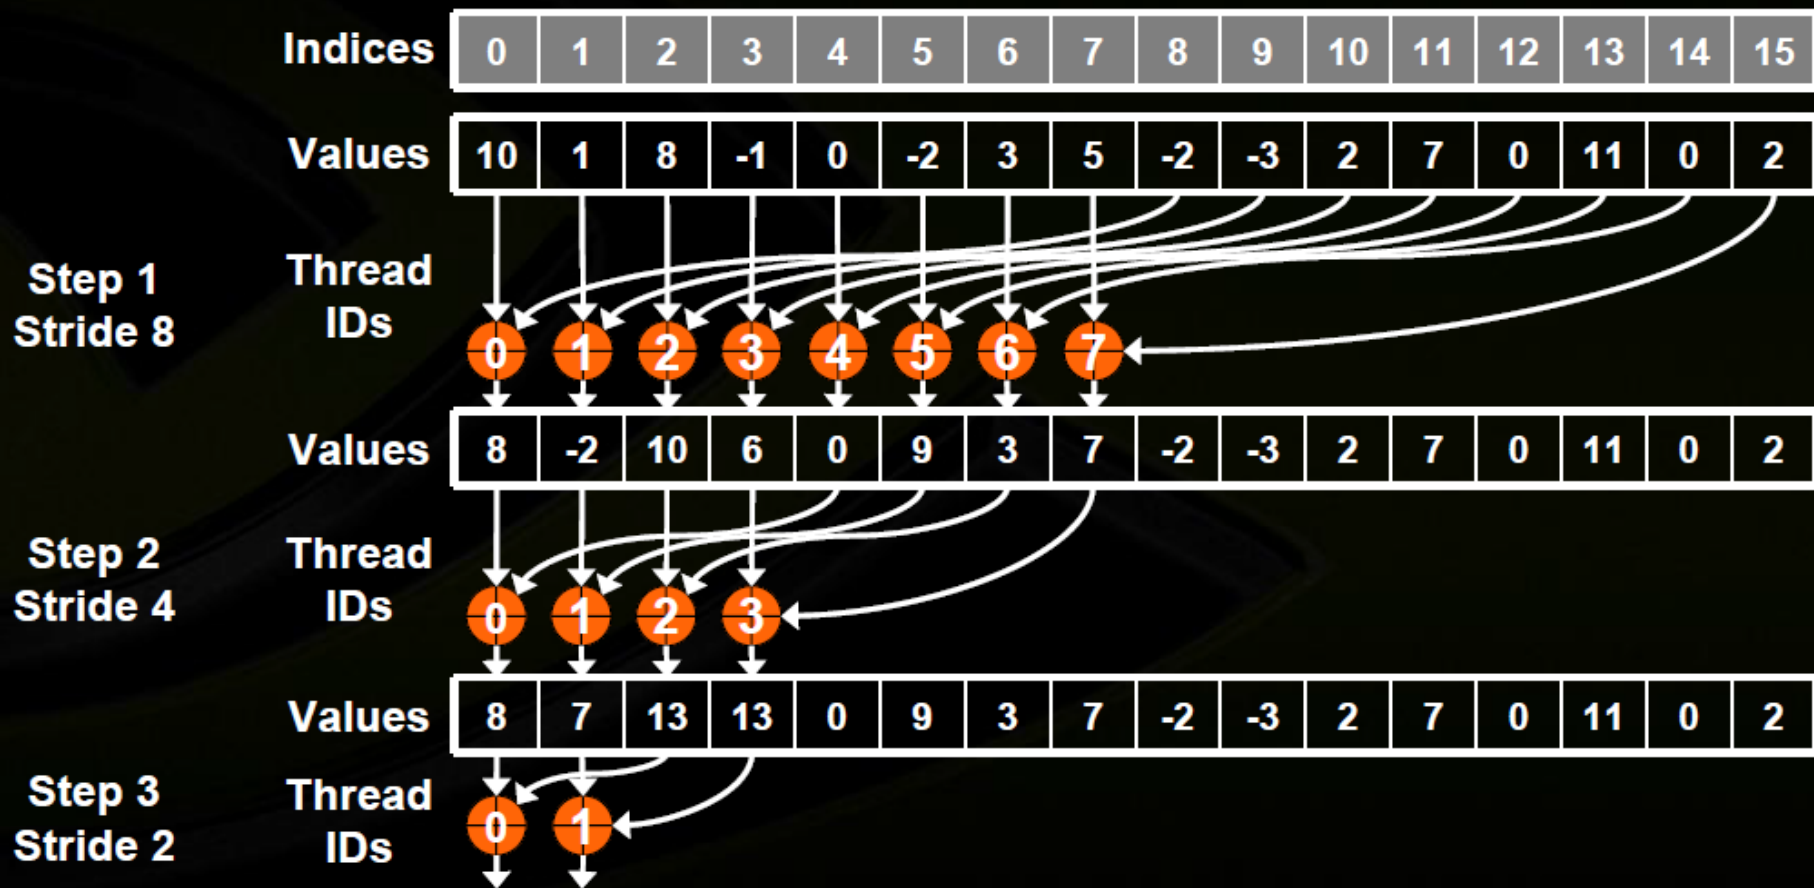 Indices 0 1 2 3 4 5 6 7 8 9 10 11 12 13 14 15
Values 10 1 8 -1 0 -2 3 5 -2 -3 2 7 0 11 0 2
Step 1
Stride 8
Thread
IDs
0 1 2 3 4 5 6 7
Values 8 -2 10 6 0 9 3 7 -2 -3 2 7 0 11 0 2
Step 2
Stride 4
Thread
IDs
0 1 2 3
Values 8 7 13 13 0 9 3 7 -2 -3 2 7 0 11 0 2
Step 3
Stride 2
Thread
IDs
0 1